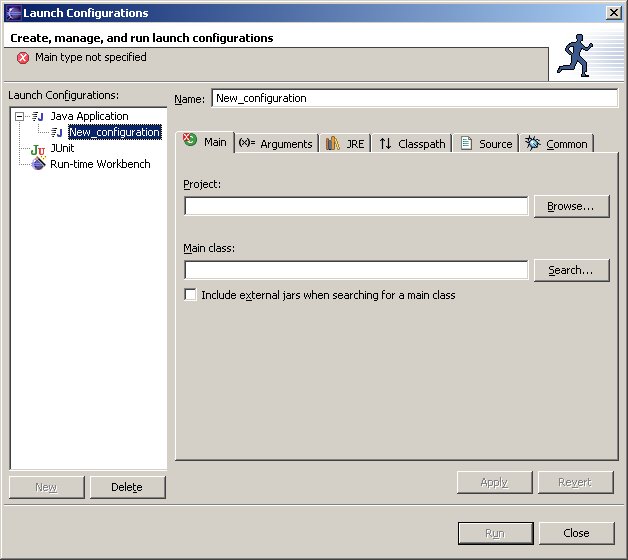 Launch Configurations
Create, manage, and run launch configurations
Main type not specified
Launch Configurations:
Java Application
New_configuration
JUnit
Run-time Workbench
New
Delete
Name: New_configuration
Main (x)= Arguments JRE Classpath Source Common
Project:
Browse...
Main class:
Search...
Include external jars when searching for a main class
Apply Revert
Run Close